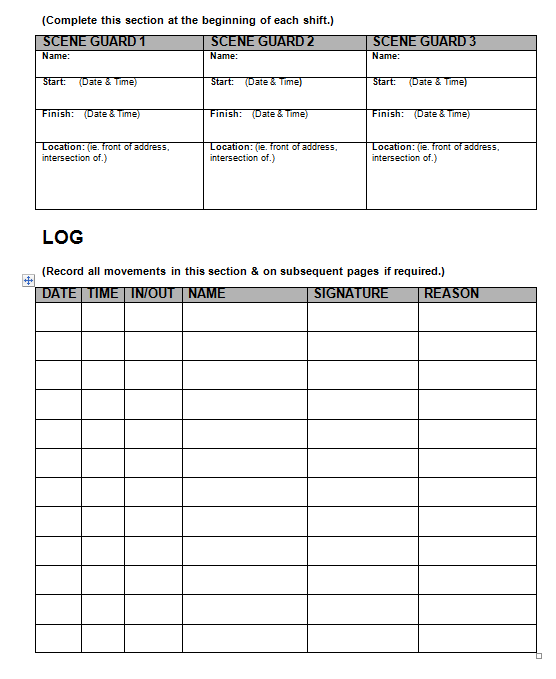 (Complete this section at the beginning of each shift.)
SCENE GUARD 1 SCENE GUARD 2 SCENE GUARD 3
Name: Name: Name:
Start: (Date & Time) Start: (Date & Time) Start: (Date & Time)
Finish: (Date & Time) Finish: (Date & Time) Finish: (Date & Time)
Location: (ie. front of address, Location: (ie. front of address, Location: (ie. front of address,
intersection of.) intersection of.) intersection of.)
LOG
(Record all movements in this section & on subsequent pages if required.)
DATE TIME IN/OUT NAME SIGNATURE REASON